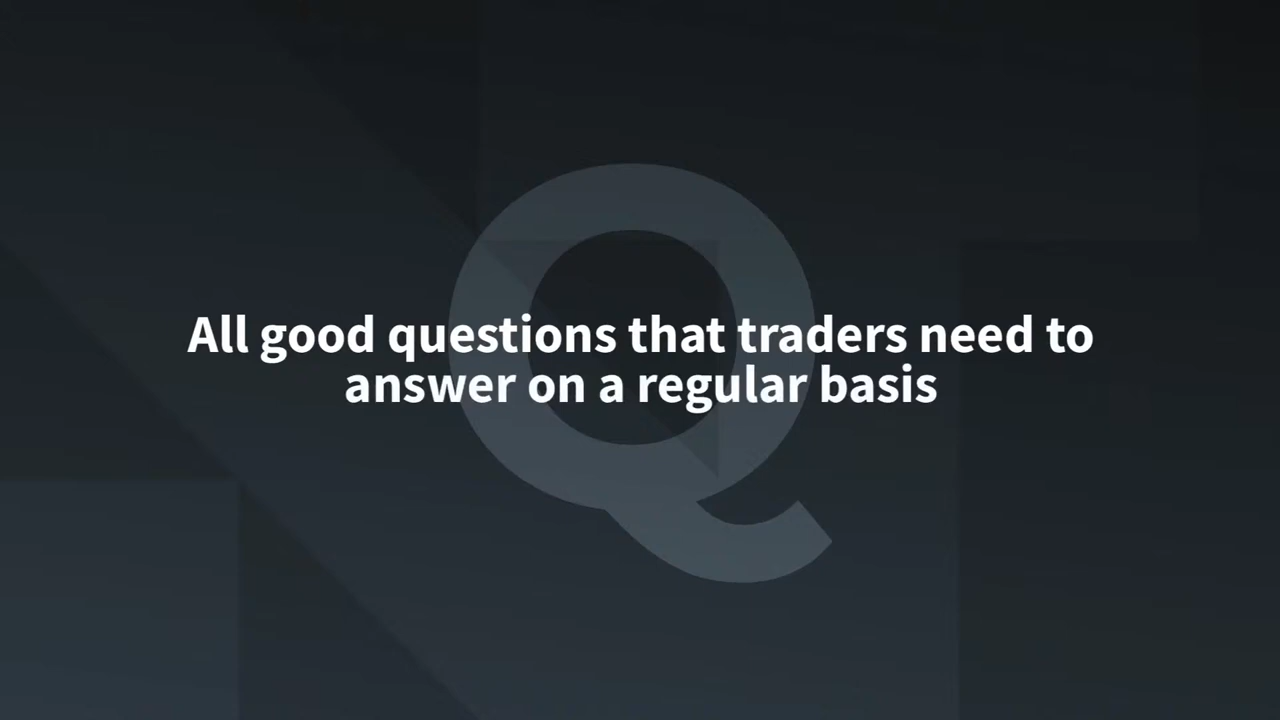 Q
All good questions that traders need to
answer on a regular basis